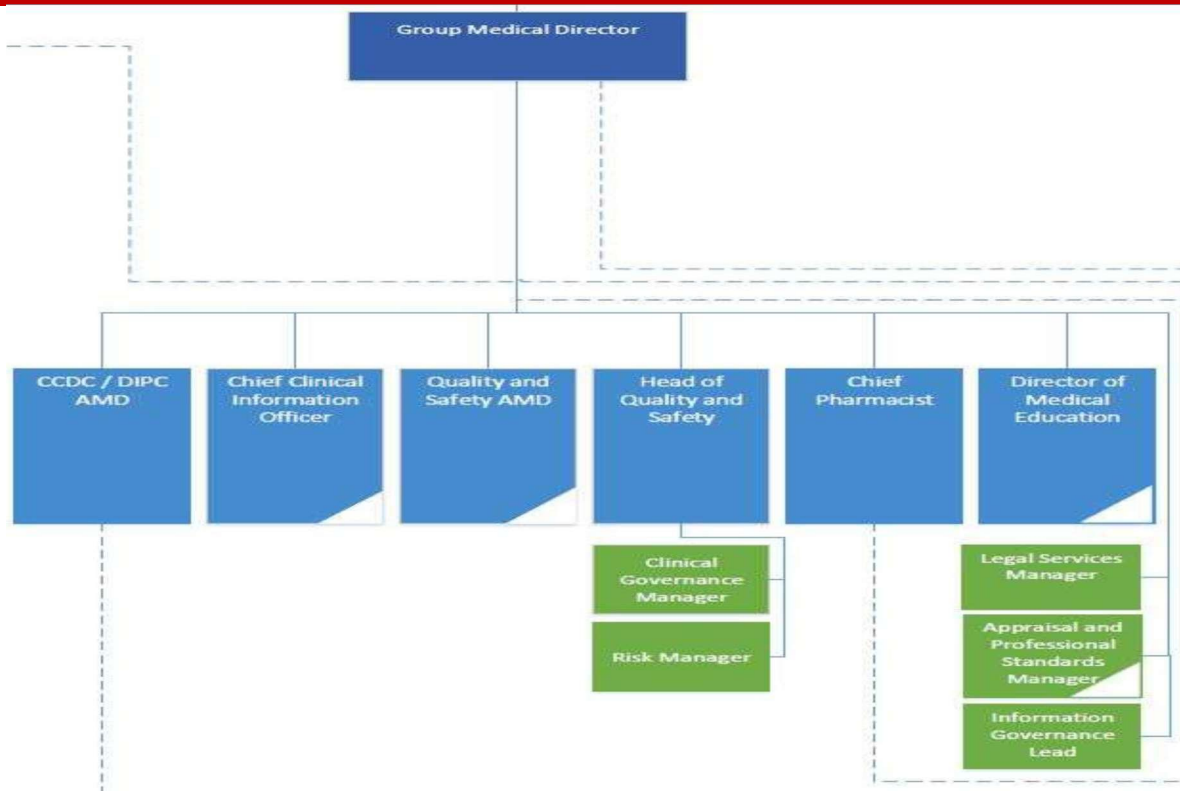 Group Medical Director
CCDC / DIPC
AMD
Chief Clinical
Information
Officer
Quality and
Safety AMD
Head of
Quality and
Safety
Chief
Pharmacist
Director of
Medical
Education
Clinical
Governance
Manager
Risk Manager
Legal Services
Manager
Appraisal and
Professional
Standards
Manager
Information
Governance
Lead